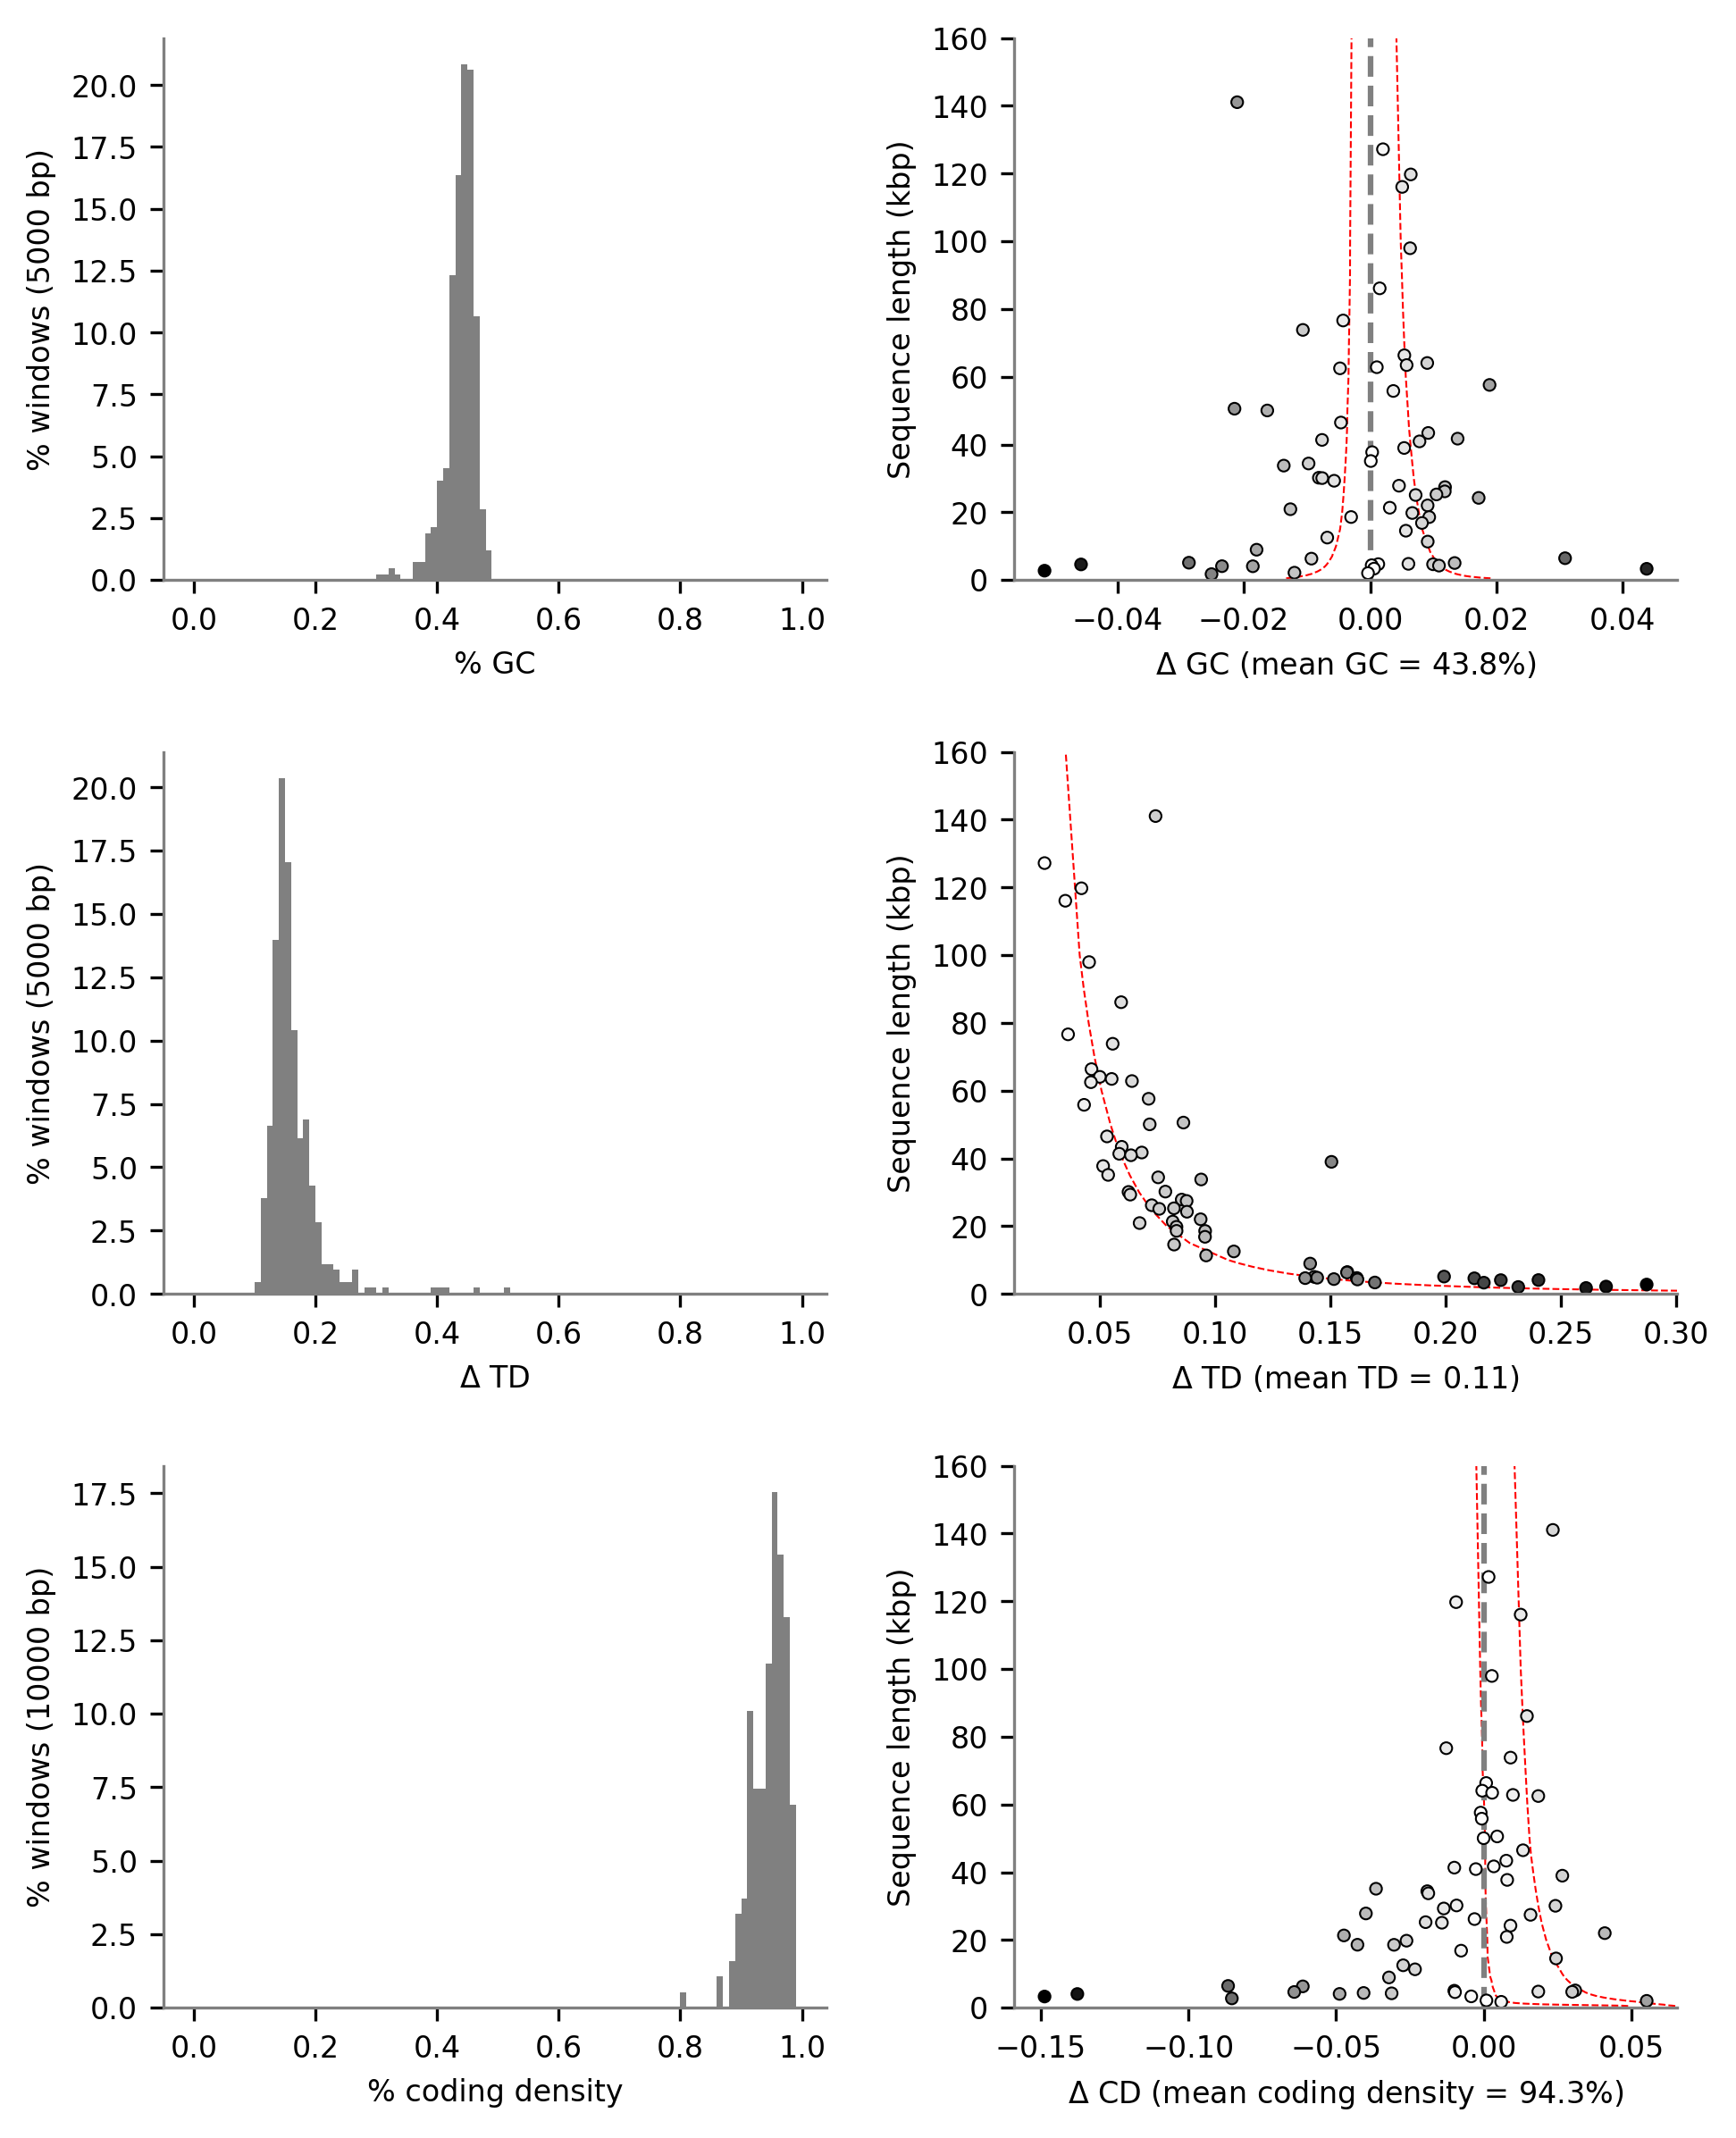 20.0
17.5
15.0
12.5
10.0
7.5
5.0
2.5
0.0
% windows (5000 bp)
0.0 0.2 0.4 0.6 0.8 1.0
% GC
160
140
120
100
80
60
40
20
0
Sequence length (kbp)
−0.04 −0.02 0.00 0.02 0.04
Δ GC (mean GC = 43.8%)
20.0
17.5
15.0
12.5
10.0
7.5
5.0
2.5
0.0
% windows (5000 bp)
0.0 0.2 0.4 0.6 0.8 1.0
Δ TD
160
140
120
100
80
60
40
20
0
Sequence length (kbp)
0.05 0.10 0.15 0.20 0.25 0.30
Δ TD (mean TD = 0.11)
17.5
15.0
12.5
10.0
7.5
5.0
2.5
0.0
% windows (10000 bp)
0.0 0.2 0.4 0.6 0.8 1.0
% coding density
160
140
120
100
80
60
40
20
0
Sequence length (kbp)
−0.15 −0.10 −0.05 0.00 0.05
Δ CD (mean coding density = 94.3%)